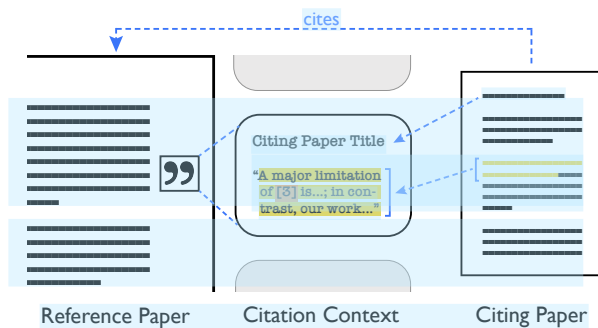 cites
Citing Paper Title
“A major limitation
of [3] is...; in con-
trast, our work...”
Reference Paper
Citation Context
Citing Paper